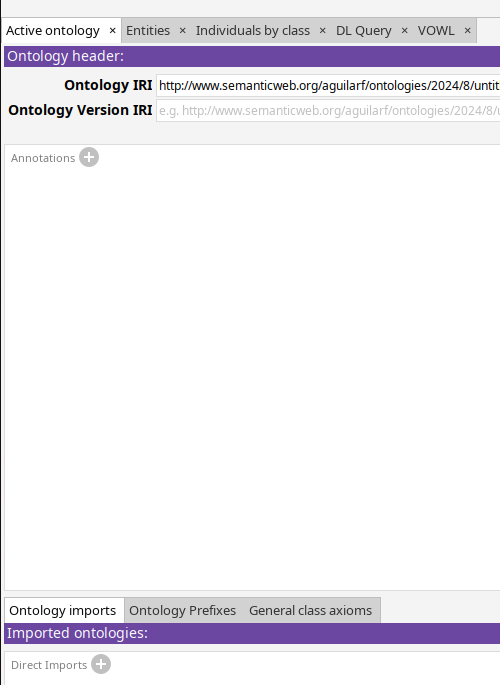 Active ontology × Entities × Individuals by class × DL Query × VOWL ×
Ontology header:
Ontology IRI http://www.semanticweb.org/aguilarf/ontologies/2024/8/untit
Ontology Version IRI e.g. http://www.semanticweb.org/aguilarf/ontologies/2024/8/u
Annotations
Ontology imports Ontology Prefixes General class axioms
Imported ontologies:
Direct Imports